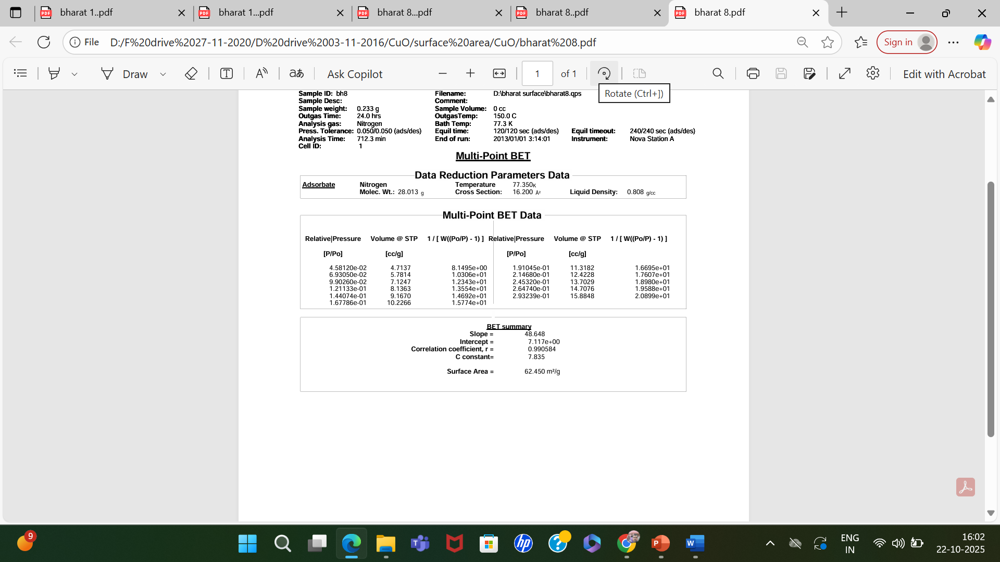 bharat 1..pdf
bharat 1...pdf
bharat 8...pdf
bharat 8..pdf
bharat 8.pdf
File D:/F%20drive%2027-11-2020/D%20drive%2003-11-2016/CuO/surface%20area/CuO/bharat%208.pdf
Sign in
Draw
Ask Copilot
1 of 1
Edit with Acrobat
Rotate (Ctrl+])
Sample ID: bh8 Filename: D:\bharat surface\bharat8.qps
Sample Desc: Comment:
Sample weight: 0.233 g Sample Volume: 0 cc
Outgas Time: 24.0 hrs OutgasTemp: 150.0 C
Analysis gas: Nitrogen Bath Temp: 77.3 K
Press. Tolerance: 0.050/0.050 (ads/des) Equil time: 120/120 sec (ads/des) Equil timeout: 240/240 sec (ads/des)
Analysis Time: 712.3 min End of run: 2013/01/01 3:14:01 Instrument: Nova Station A
Cell ID: 1
Multi-Point BET
Data Reduction Parameters Data
Adsorbate Nitrogen Temperature 77.350K
Molec. Wt.: 28.013 g Cross Section: 16.200 Å² Liquid Density: 0.808 g/cc
Multi-Point BET Data
Relative|Pressure Volume @ STP 1 / [ W((Po/P) - 1) ] Relative|Pressure Volume @ STP 1 / [ W((Po/P) - 1) ]
[P/Po] [cc/g] [P/Po] [cc/g]
4.58120e-02 4.7137 8.1495e+00 1.91045e-01 11.3182 1.6695e+01
6.93050e-02 5.7814 1.0306e+01 2.14680e-01 12.4228 1.7607e+01
9.90260e-02 7.1247 1.2343e+01 2.45320e-01 13.7029 1.8980e+01
1.21133e-01 8.1363 1.3554e+01 2.64740e-01 14.7076 1.9588e+01
1.44074e-01 9.1670 1.4692e+01 2.93239e-01 15.8848 2.0899e+01
1.67786e-01 10.2266 1.5774e+01
BET summary
Slope = 48.648
Intercept = 7.117e+00
Correlation coefficient, r = 0.990584
C constant= 7.835
Surface Area = 62.450 m²/g
9
ENG
IN
16:02
22-10-2025